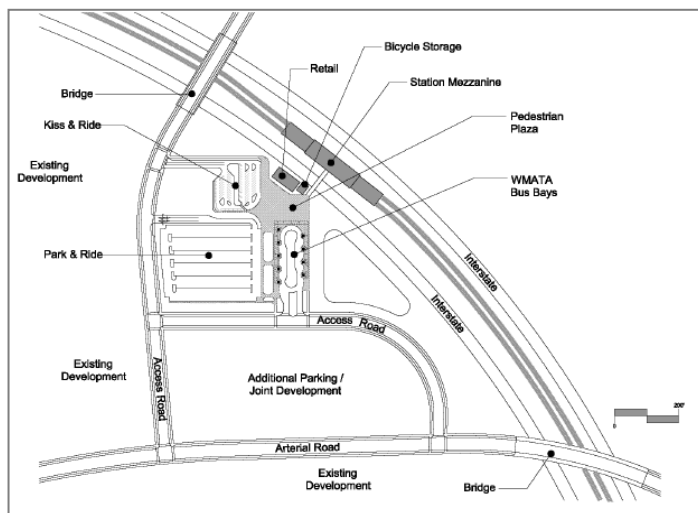 Bicycle Storage
Retail
Station Mezzanine
Bridge
Pedestrian
Plaza
Kiss & Ride
Existing
Development
WMATA
Bus Bays
Park & Ride
Interstate
Interstate
Access Road
Existing
Development
Access Road
Additional Parking /
Joint Development
200'
0
Arterial Road
Existing
Development
Bridge